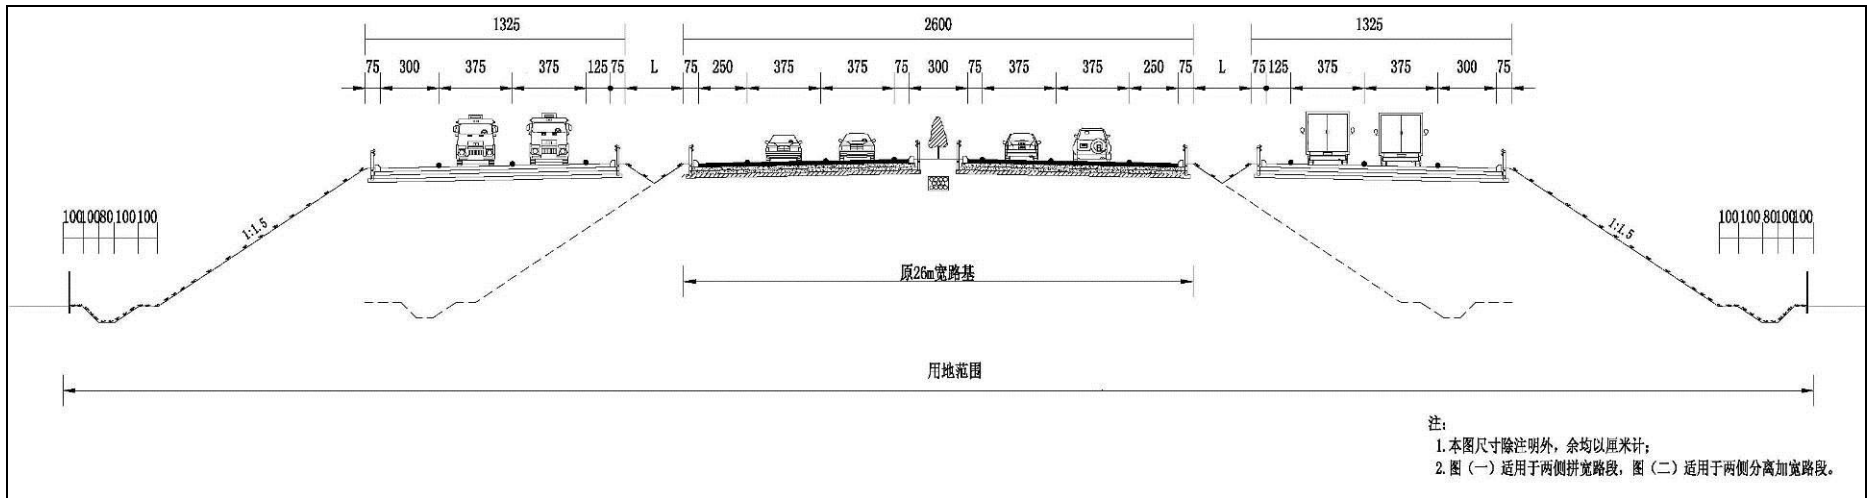 1325 2600 1325
75 300 375 375 125 75 L 75 250 375 375 75 300 75 375 375 250 75 L 75 125 375 375 300 75
100 100 80 100 100 1:1.5 1:1.5 100 100 80 100 100
原26m宽路基
用地范围
注:
1.本图尺寸除注明外,余均以厘米计;
2.图(一)适用于两侧拼宽路段,图(二)适用于两侧分离加宽路段。